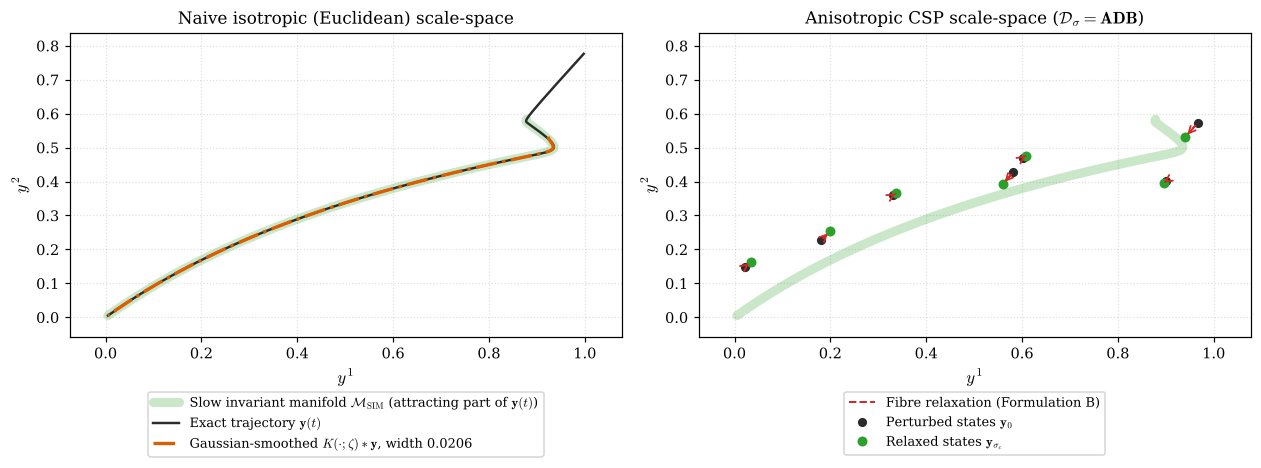 Naive isotropic (Euclidean) scale-space
0.8
0.7
0.6
0.5
0.4
0.3
0.2
0.1
0.0
y²
0.0 0.2 0.4 0.6 0.8 1.0
y¹
Slow invariant manifold 𝓜_SIM (attracting part of 𝐲(t))
Exact trajectory 𝐲(t)
Gaussian-smoothed K(·; ζ) ∗ 𝐲, width 0.0206
Anisotropic CSP scale-space (𝒟_σ = 𝐀𝐃𝐁)
0.8
0.7
0.6
0.5
0.4
0.3
0.2
0.1
0.0
y²
0.0 0.2 0.4 0.6 0.8 1.0
y¹
Fibre relaxation (Formulation B)
Perturbed states 𝐲₀
Relaxed states 𝐲_σ_c